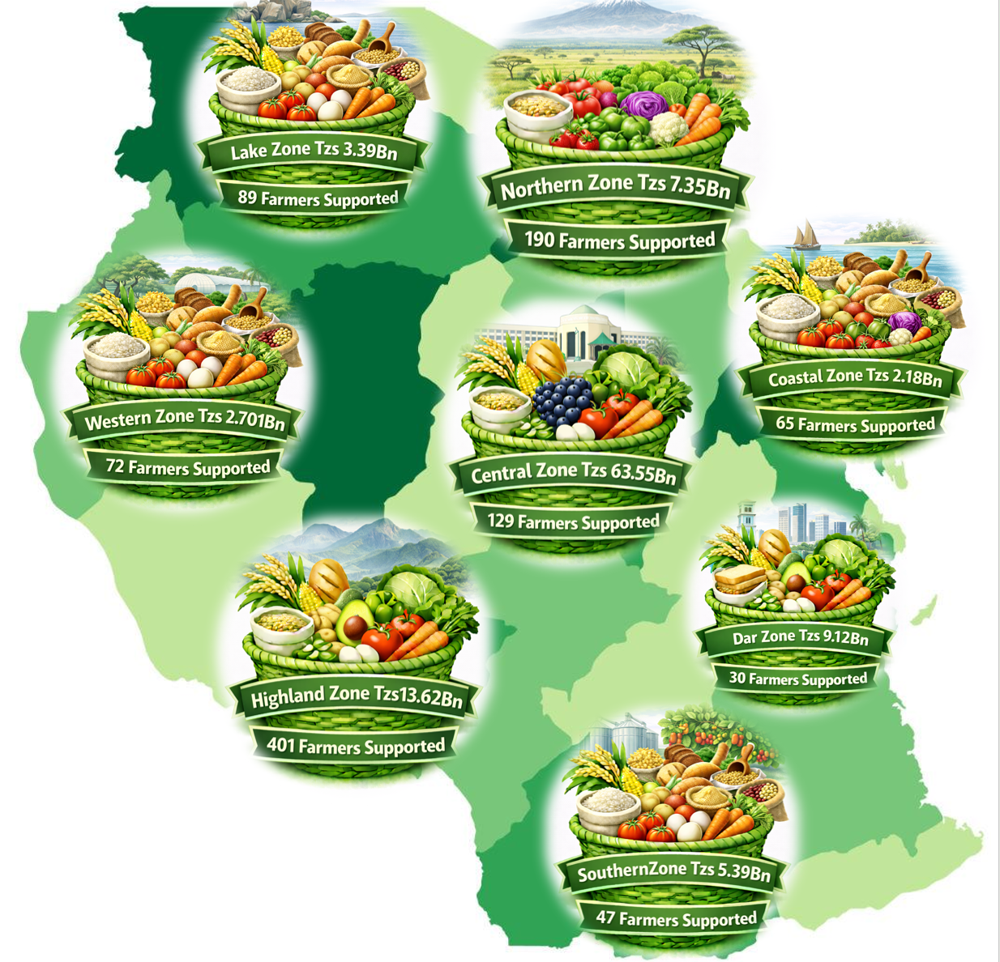 Lake Zone Tzs 3.39Bn
89 Farmers Supported
Northern Zone Tzs 7.35Bn
190 Farmers Supported
Western Zone Tzs 2.701Bn
72 Farmers Supported
Central Zone Tzs 63.55Bn
129 Farmers Supported
Coastal Zone Tzs 2.18Bn
65 Farmers Supported
Highland Zone Tzs13.62Bn
401 Farmers Supported
Dar Zone Tzs 9.12Bn
30 Farmers Supported
SouthernZone Tzs 5.39Bn
47 Farmers Supported